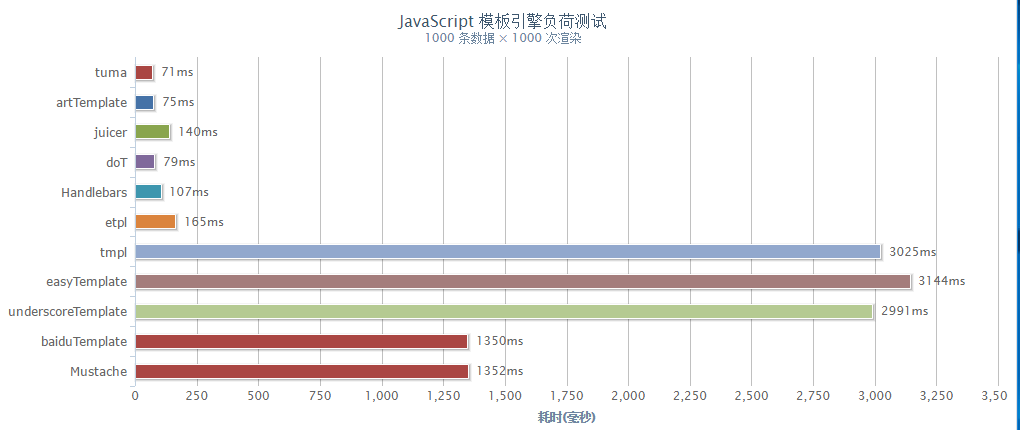 JavaScript 模板引擎负荷测试
1000 条数据 × 1000 次渲染
tuma 71ms
artTemplate 75ms
juicer 140ms
doT 79ms
Handlebars 107ms
etpl 165ms
tmpl 3025ms
easyTemplate 3144ms
underscoreTemplate 2991ms
baiduTemplate 1350ms
Mustache 1352ms
0 250 500 750 1,000 1,250 1,500 1,750 2,000 2,250 2,500 2,750 3,000 3,250 3,50
耗时(毫秒)